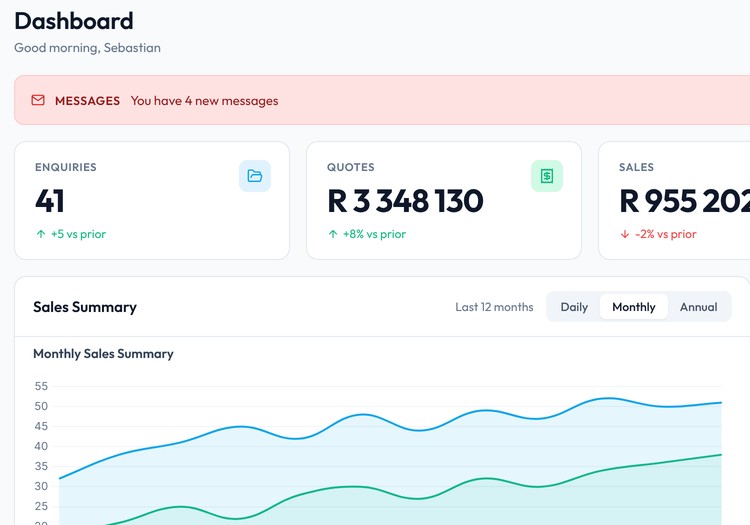 Dashboard
Good morning, Sebastian
MESSAGES You have 4 new messages
ENQUIRIES
41
+5 vs prior
QUOTES
R 3 348 130
+8% vs prior
SALES
R 955 202
-2% vs prior
Sales Summary
Last 12 months
Daily
Monthly
Annual
Monthly Sales Summary
55
50
45
40
35
30
25